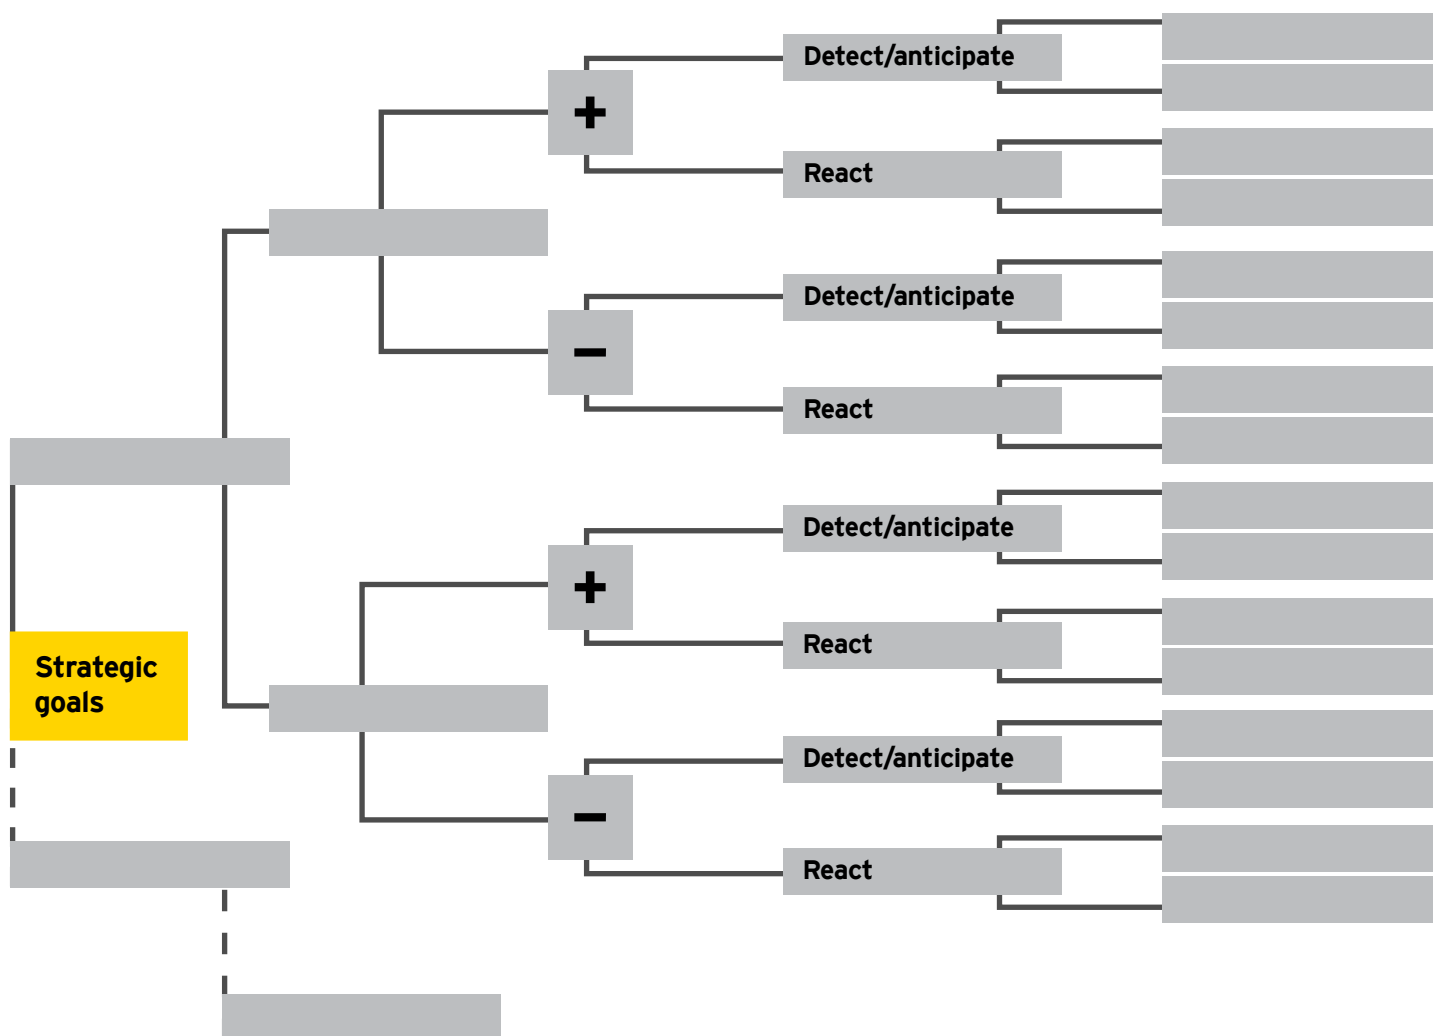 Detect/anticipate
+
React
Detect/anticipate
−
React
Detect/anticipate
+
React
Strategic
goals
Detect/anticipate
−
React